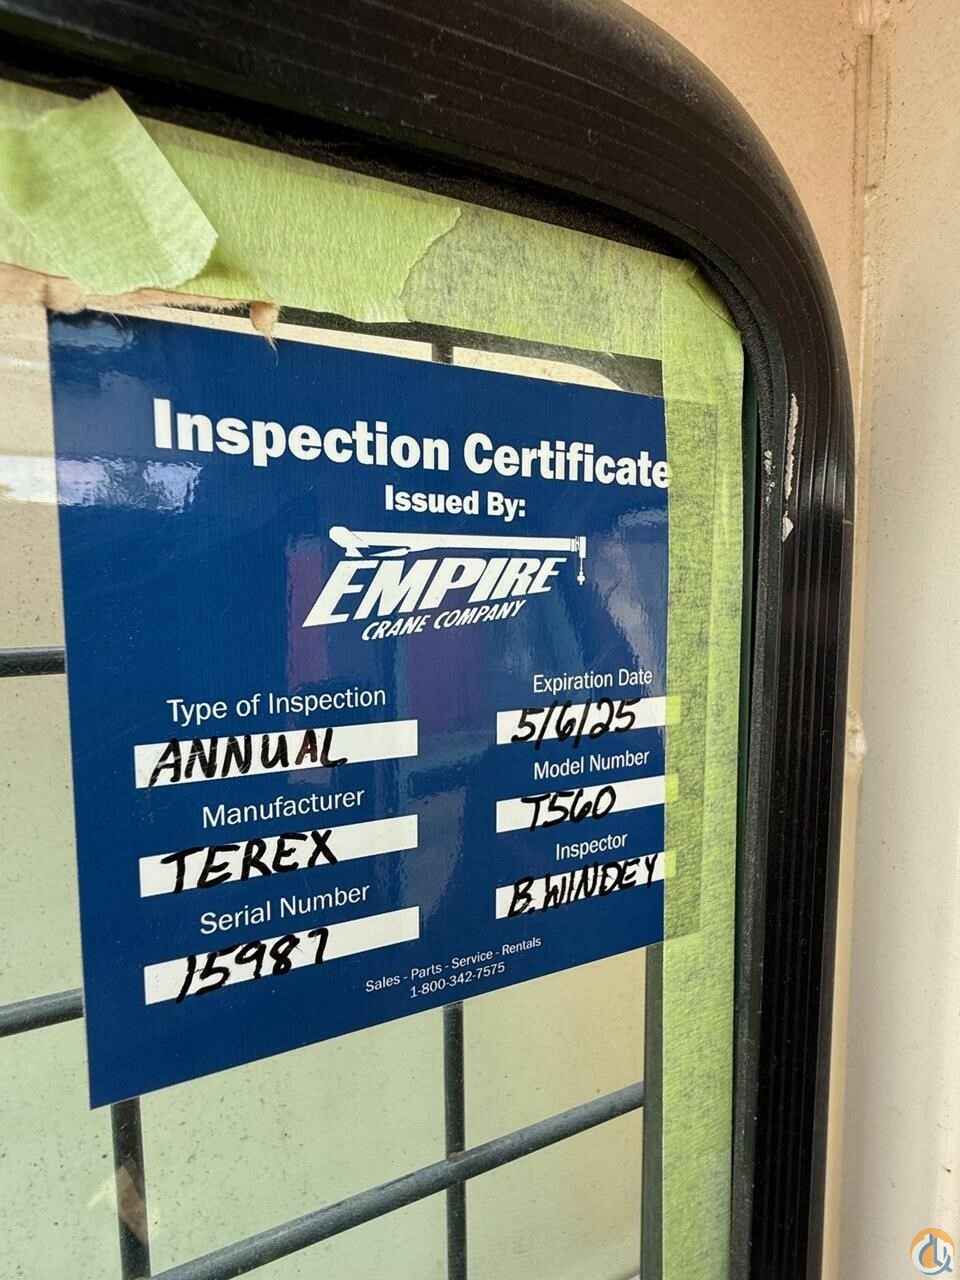 Inspection Certificate
Issued By:
EMPIRE
CRANE COMPANY
Type of Inspection
ANNUAL
Expiration Date
5/6/25
Manufacturer
TEREX
Model Number
T560
Serial Number
15987
Inspector
B. WINDEY
Sales - Parts - Service - Rentals
1-800-342-7575